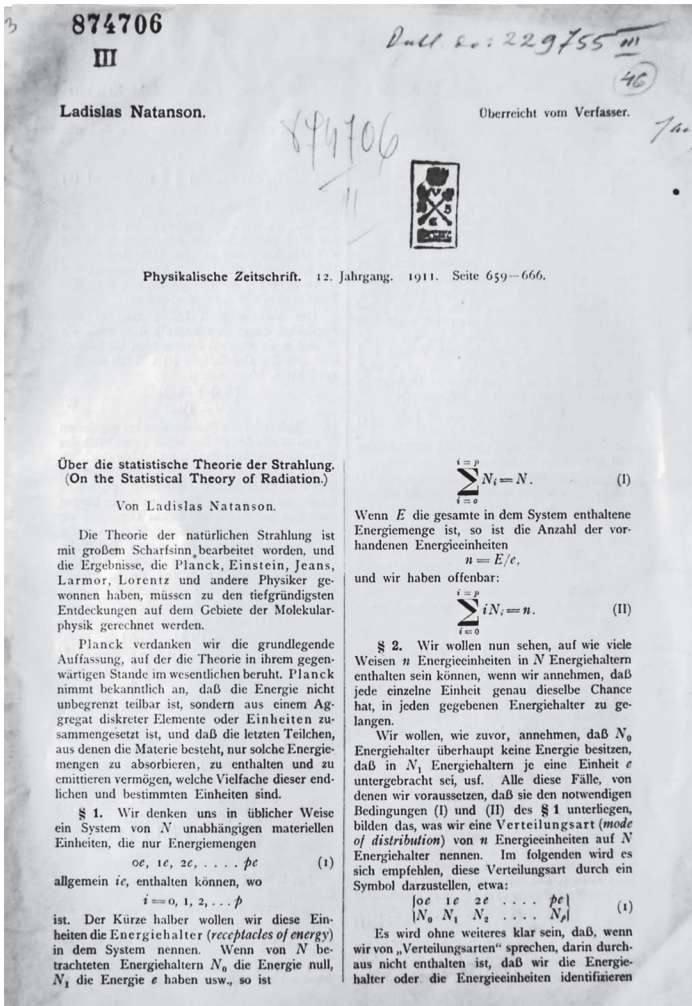 3
874706
III
229755 III
46
Ladislas Natanson.
Überreicht vom Verfasser.
874706
II
Physikalische Zeitschrift. 12. Jahrgang. 1911. Seite 659—666.
Über die statistische Theorie der Strahlung.
(On the Statistical Theory of Radiation.)
Von Ladislas Natanson.
Die Theorie der natürlichen Strahlung ist
mit großem Scharfsinn bearbeitet worden, und
die Ergebnisse, die Planck, Einstein, Jeans,
Larmor, Lorentz und andere Physiker ge-
wonnen haben, müssen zu den tiefgründigsten
Entdeckungen auf dem Gebiete der Molekular-
physik gerechnet werden.
Planck verdanken wir die grundlegende
Auffassung, auf der die Theorie in ihrem gegen-
wärtigen Stande im wesentlichen beruht. Planck
nimmt bekanntlich an, daß die Energie nicht
unbegrenzt teilbar ist, sondern aus einem Ag-
gregat diskreter Elemente oder Einheiten zu-
sammengesetzt ist, und daß die letzten Teilchen,
aus denen die Materie besteht, nur solche Energie-
mengen zu absorbieren, zu enthalten und zu
emittieren vermögen, welche Vielfache dieser end-
lichen und bestimmten Einheiten sind.
§ 1. Wir denken uns in üblicher Weise
ein System von N unabhängigen materiellen
Einheiten, die nur Energiemengen
0e, 1e, 2e, . . . . pe (1)
allgemein ie, enthalten können, wo
i = 0, 1, 2, . . . p
ist. Der Kürze halber wollen wir diese Ein-
heiten die Energiehalter (receptacles of energy)
in dem System nennen. Wenn von N be-
trachteten Energiehaltern N₀ die Energie null,
N₁ die Energie e haben usw., so ist
i = p
∑ Nᵢ = N. (I)
i = 0
Wenn E die gesamte in dem System enthaltene
Energiemenge ist, so ist die Anzahl der vor-
handenen Energieeinheiten
n = E/e,
und wir haben offenbar:
i = p
∑ iNᵢ = n. (II)
i = 0
§ 2. Wir wollen nun sehen, auf wie viele
Weisen n Energieeinheiten in N Energiehaltern
enthalten sein können, wenn wir annehmen, daß
jede einzelne Einheit genau dieselbe Chance
hat, in jeden gegebenen Energiehalter zu ge-
langen.
Wir wollen, wie zuvor, annehmen, daß N₀
Energiehalter überhaupt keine Energie besitzen,
daß in N₁ Energiehaltern je eine Einheit e
untergebracht sei, usf. Alle diese Fälle, von
denen wir voraussetzen, daß sie den notwendigen
Bedingungen (I) und (II) des § 1 unterliegen,
bilden das, was wir eine Verteilungsart (mode
of distribution) von n Energieeinheiten auf N
Energiehalter nennen. Im folgenden wird es
sich empfehlen, diese Verteilungsart durch ein
Symbol darzustellen, etwa:
|0e 1e 2e . . . . pe|
|N₀ N₁ N₂ . . . . Nₚ| (1)
Es wird ohne weiteres klar sein, daß, wenn
wir von „Verteilungsarten“ sprechen, darin durch-
aus nicht enthalten ist, daß wir die Energie-
halter oder die Energieeinheiten identifizieren